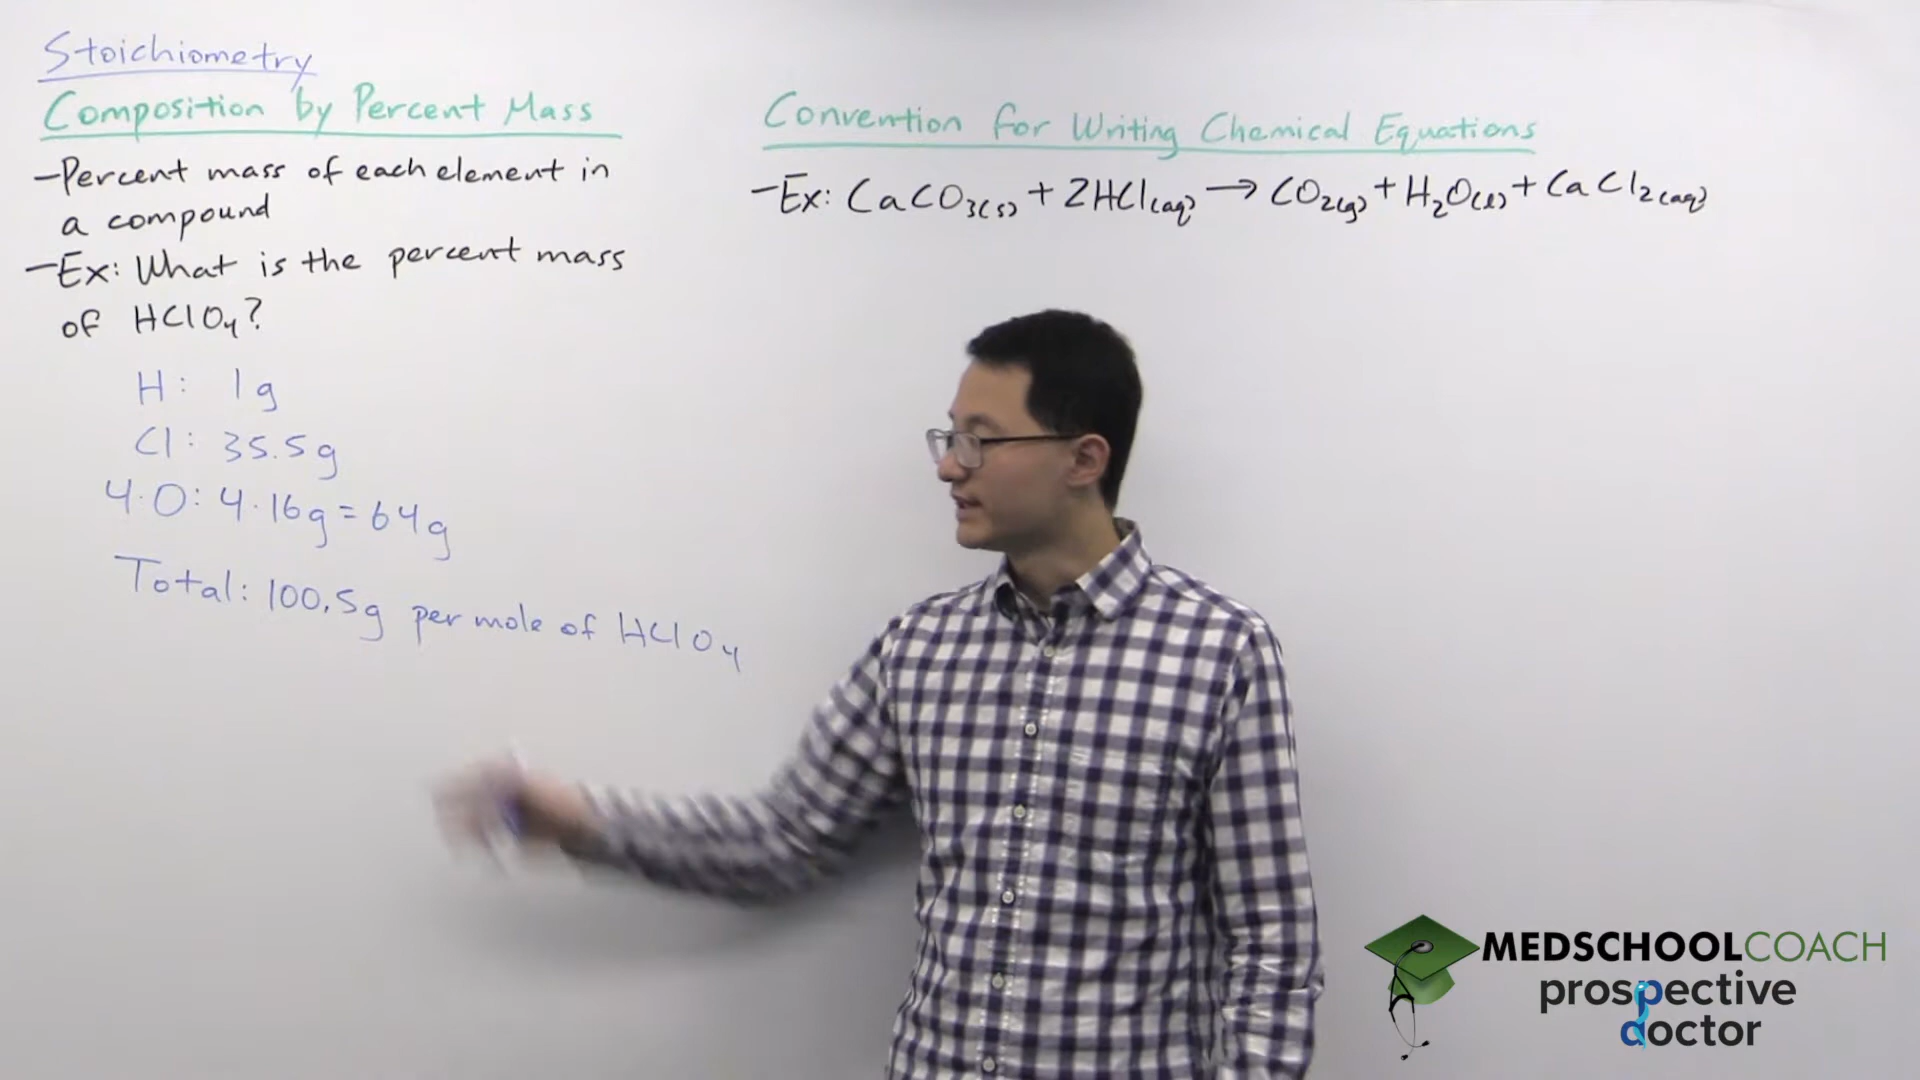 Stoichiometry
Composition by Percent Mass
-Percent mass of each element in
a compound
-Ex: What is the percent mass
of HClO₄?
H: 1g
Cl: 35.5g
4·O: 4·16g=64g
Total: 100.5g per mole of HClO₄
Convention for Writing Chemical Equations
-Ex: CaCO₃(s) + 2HCl(aq) → CO₂(g) + H₂O(l) + CaCl₂(aq)
MEDSCHOOLCOACH
prospective
doctor